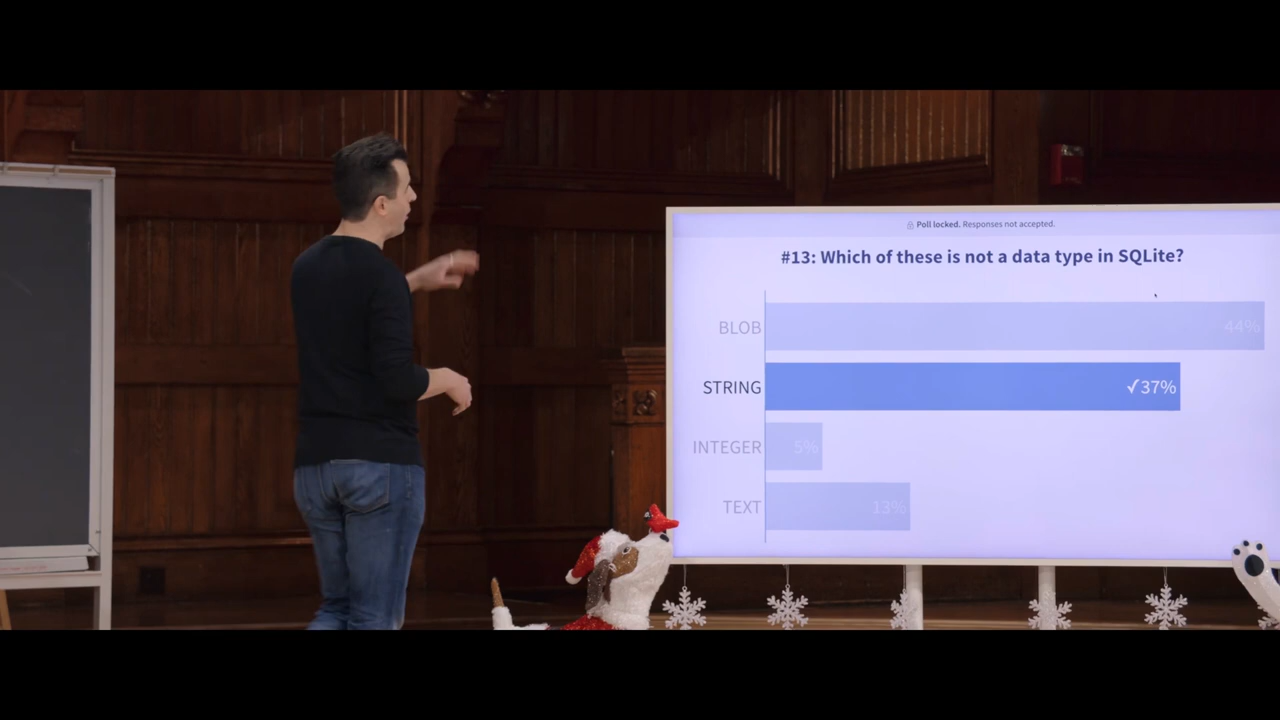 Poll locked. Responses not accepted.
#13: Which of these is not a data type in SQLite?
BLOB 44%
STRING ✓37%
INTEGER 5%
TEXT 13%